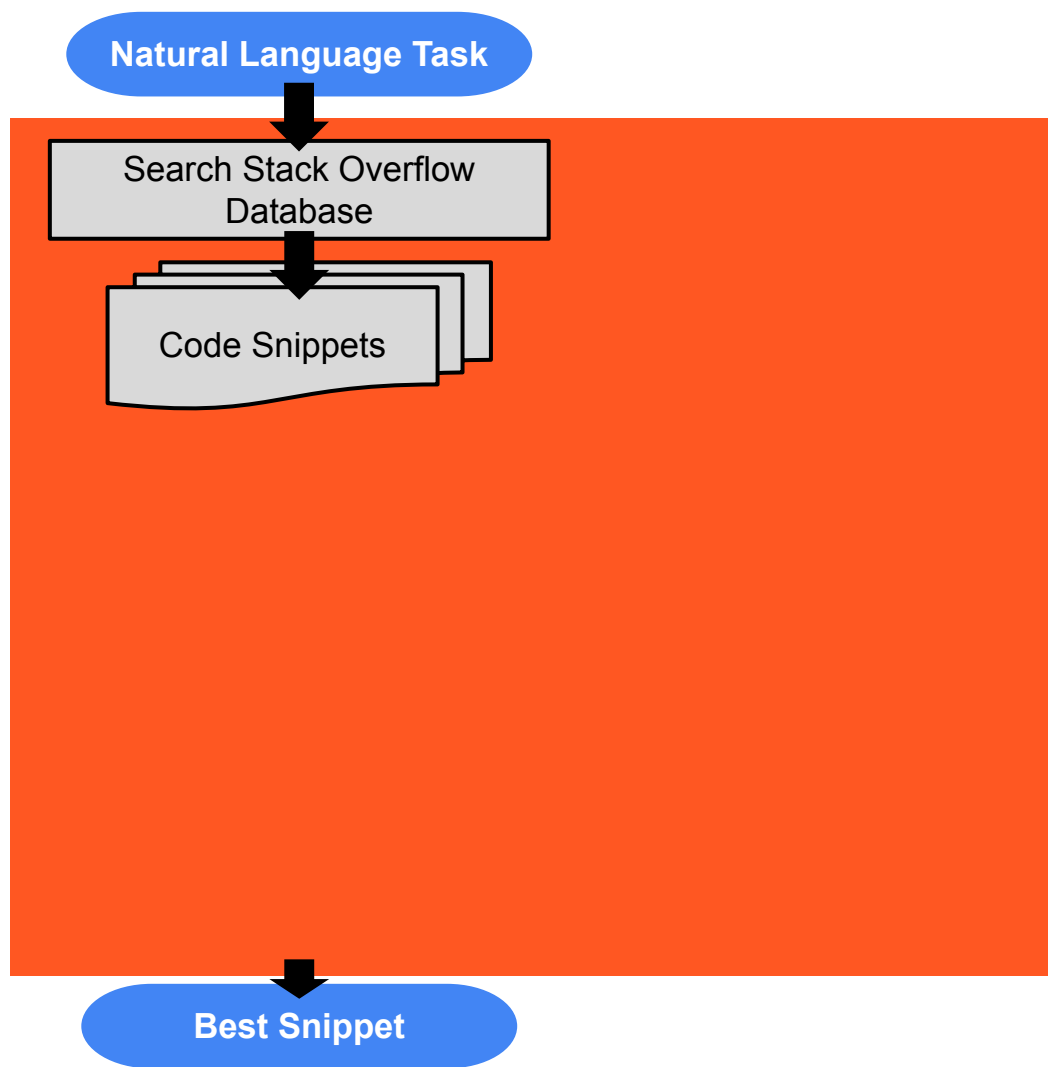 Natural Language Task
Search Stack Overflow
Database
Code Snippets
Best Snippet